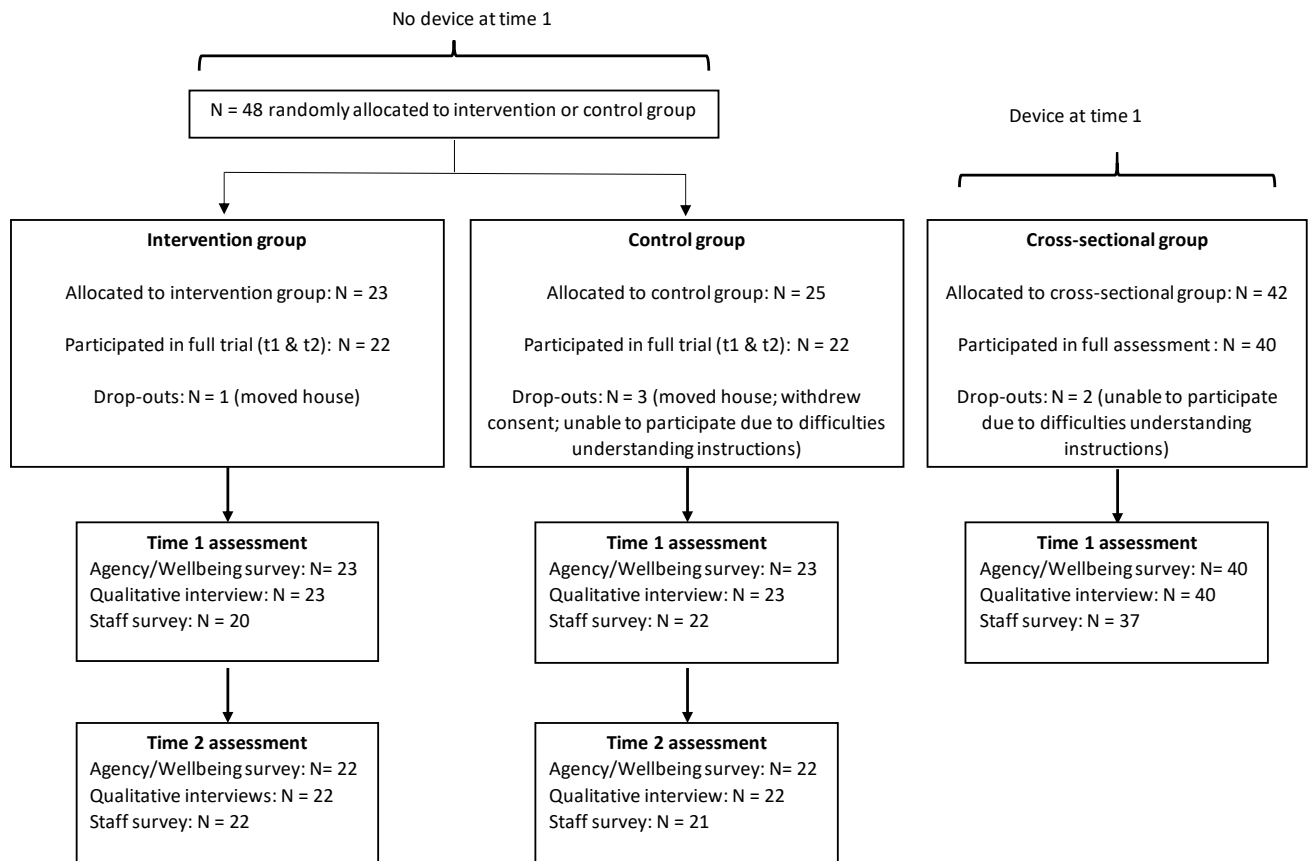 No device at time 1
N = 48 randomly allocated to intervention or control group
Device at time 1
Intervention group
Allocated to intervention group: N = 23
Participated in full trial (t1 & t2): N = 22
Drop-outs: N = 1 (moved house)
Control group
Allocated to control group: N = 25
Participated in full trial (t1 & t2): N = 22
Drop-outs: N = 3 (moved house; withdrew
consent; unable to participate due to difficulties
understanding instructions)
Cross-sectional group
Allocated to cross-sectional group: N = 42
Participated in full assessment : N = 40
Drop-outs: N = 2 (unable to participate
due to difficulties understanding
instructions)
Time 1 assessment
Agency/Wellbeing survey: N= 23
Qualitative interview: N = 23
Staff survey: N = 20
Time 1 assessment
Agency/Wellbeing survey: N= 23
Qualitative interview: N = 23
Staff survey: N = 22
Time 1 assessment
Agency/Wellbeing survey: N= 40
Qualitative interview: N = 40
Staff survey: N = 37
Time 2 assessment
Agency/Wellbeing survey: N= 22
Qualitative interviews: N = 22
Staff survey: N = 22
Time 2 assessment
Agency/Wellbeing survey: N= 22
Qualitative interview: N = 22
Staff survey: N = 21